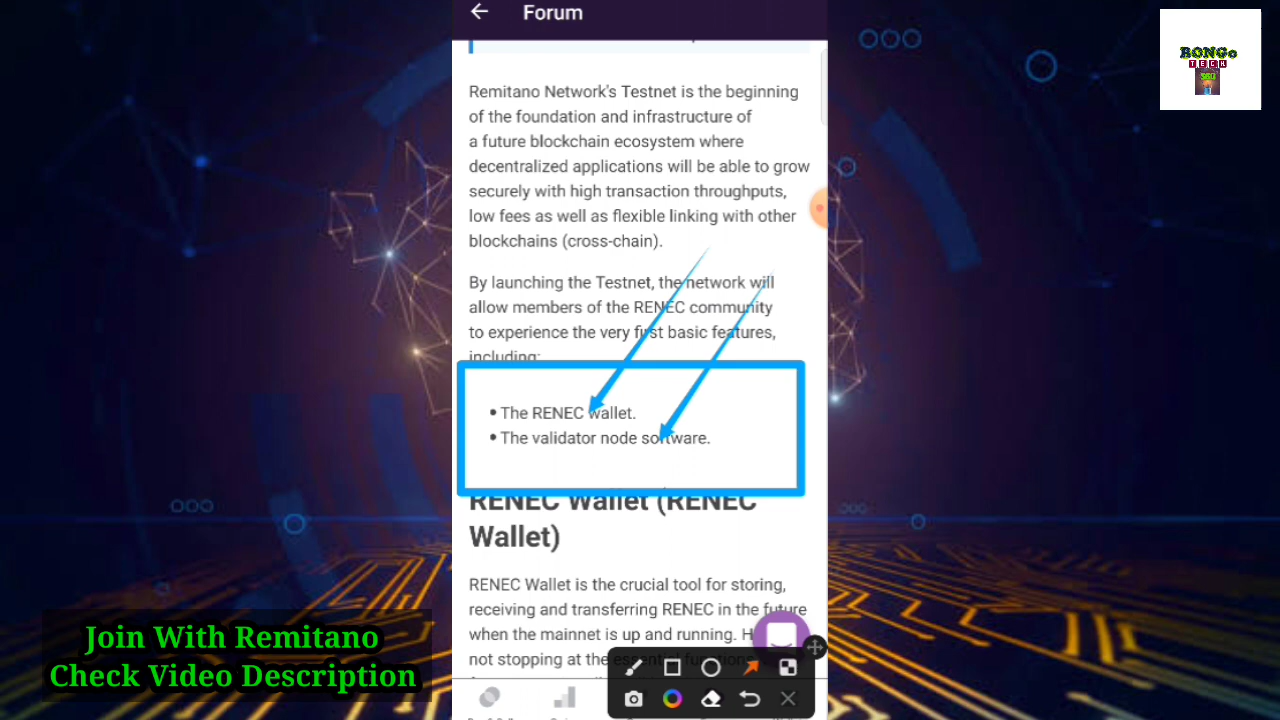 Forum
BONGo
TECH
360
Remitano Network's Testnet is the beginning
of the foundation and infrastructure of
a future blockchain ecosystem where
decentralized applications will be able to grow
securely with high transaction throughputs,
low fees as well as flexible linking with other
blockchains (cross-chain).
By launching the Testnet, the network will
allow members of the RENEC community
to experience the very first basic features,
including:
• The RENEC wallet.
• The validator node software.
RENEC Wallet (RENEC
Wallet)
RENEC Wallet is the crucial tool for storing,
receiving and transferring RENEC in the future
when the mainnet is up and running.
not stopping at the essential functions
Join With Remitano
Check Video Description